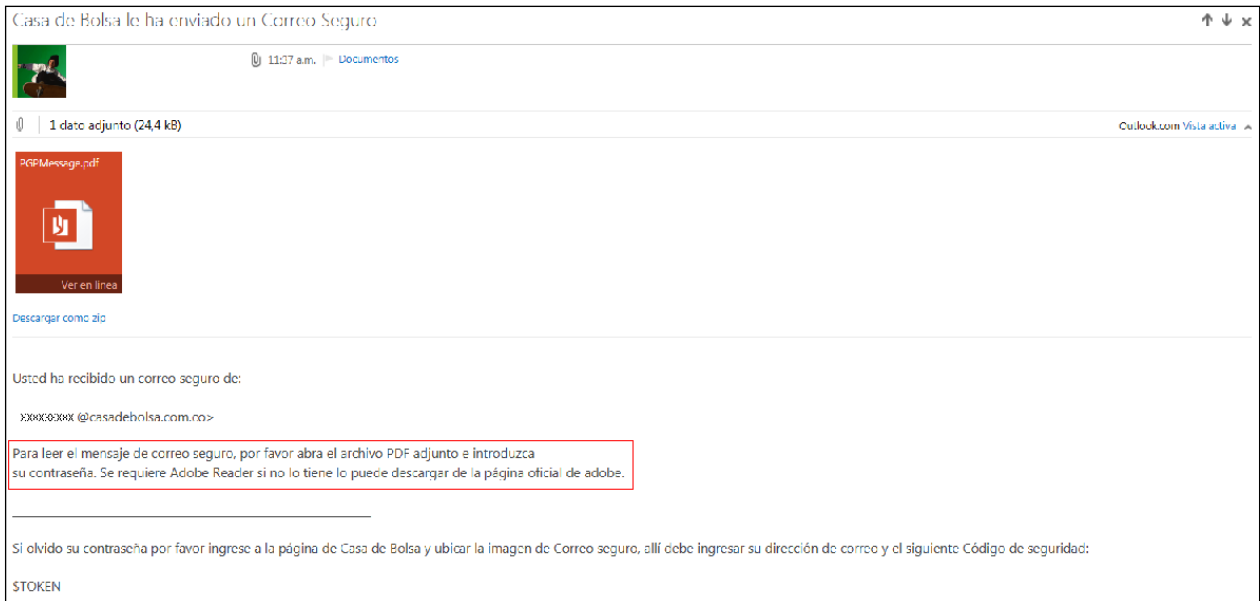 Casa de Bolsa le ha enviado un Correo Seguro
11:37 a.m. Documentos
1 dato adjunto (24,4 kB)
Outlook.com Vista activa
PGPMessage.pdf
Ver en línea
Descargar como zip
Usted ha recibido un correo seguro de:
xxxxxxxxx @casadebolsa.com.co>
Para leer el mensaje de correo seguro, por favor abra el archivo PDF adjunto e introduzca
su contraseña. Se requiere Adobe Reader si no lo tiene lo puede descargar de la página oficial de adobe.
Si olvido su contraseña por favor ingrese a la página de Casa de Bolsa y ubicar la imagen de Correo seguro, allí debe ingresar su dirección de correo y el siguiente Código de seguridad:
$TOKEN